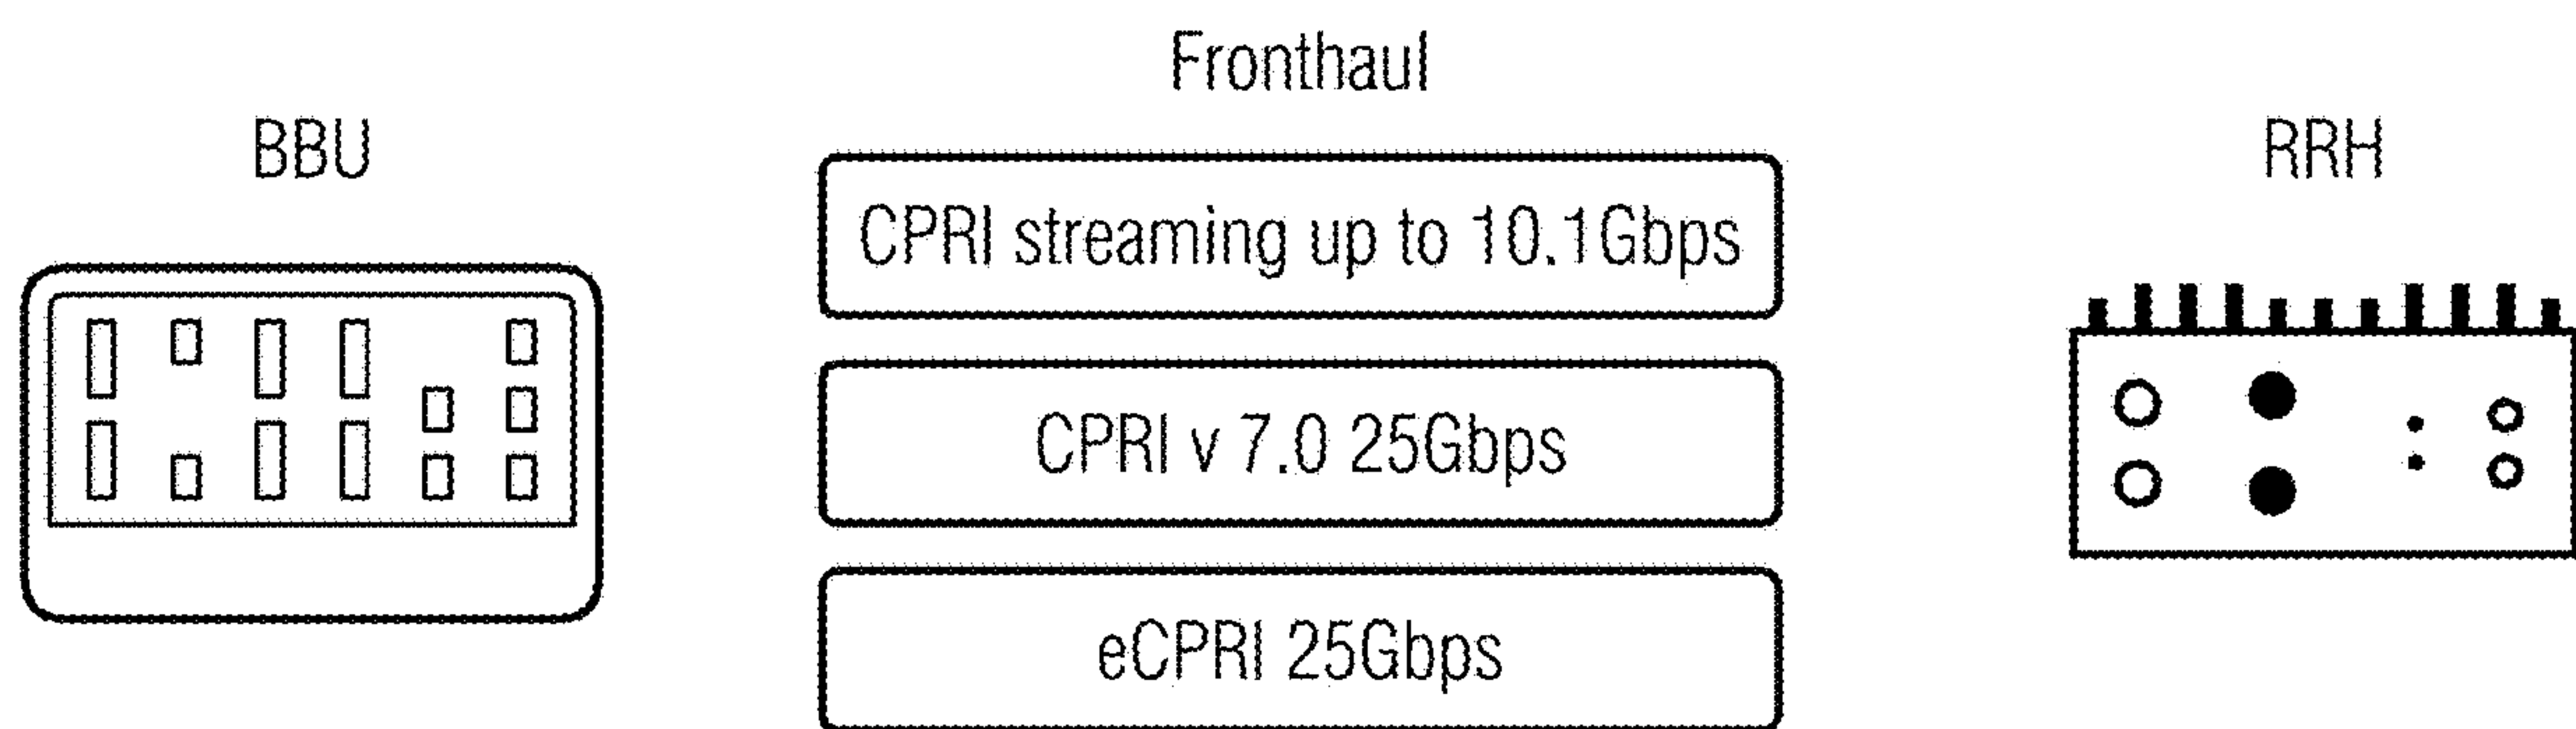 Fronthaul
BBU
RRH
CPRI streaming up to 10.1Gbps
CPRI v 7.0 25Gbps
eCPRI 25Gbps